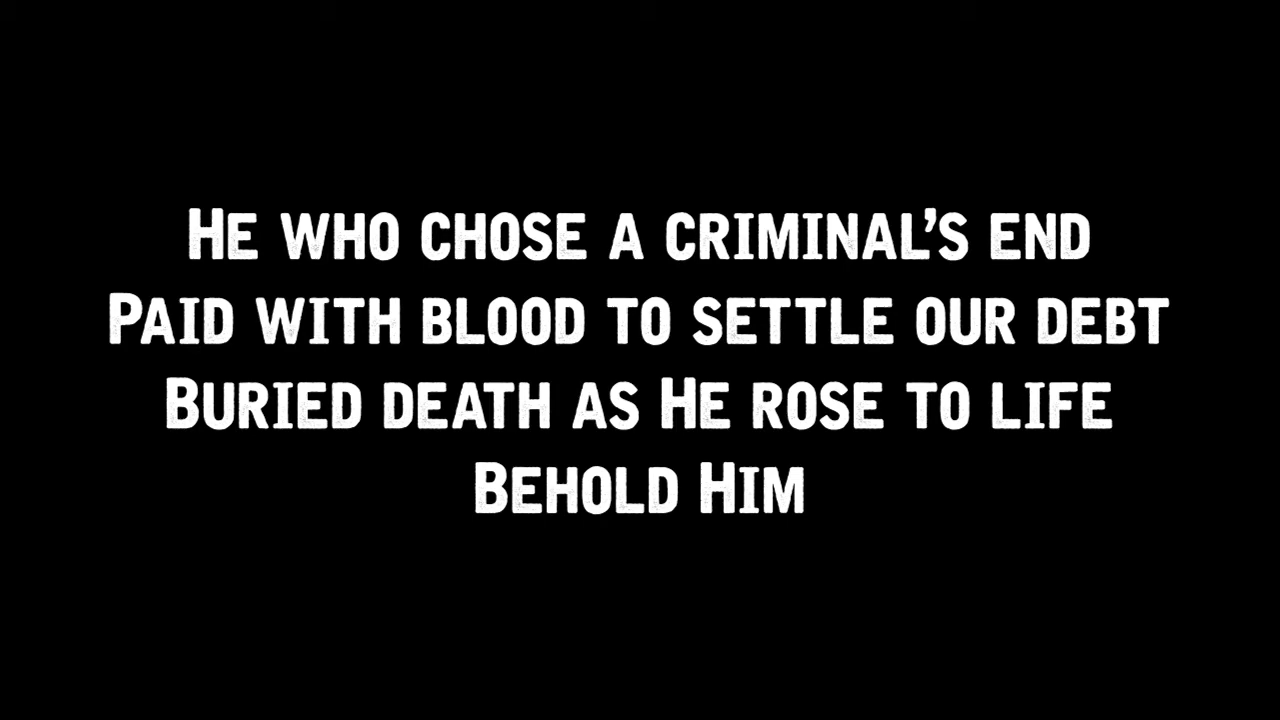 He who chose a criminal’s end
Paid with blood to settle our debt
Buried death as He rose to life
Behold Him